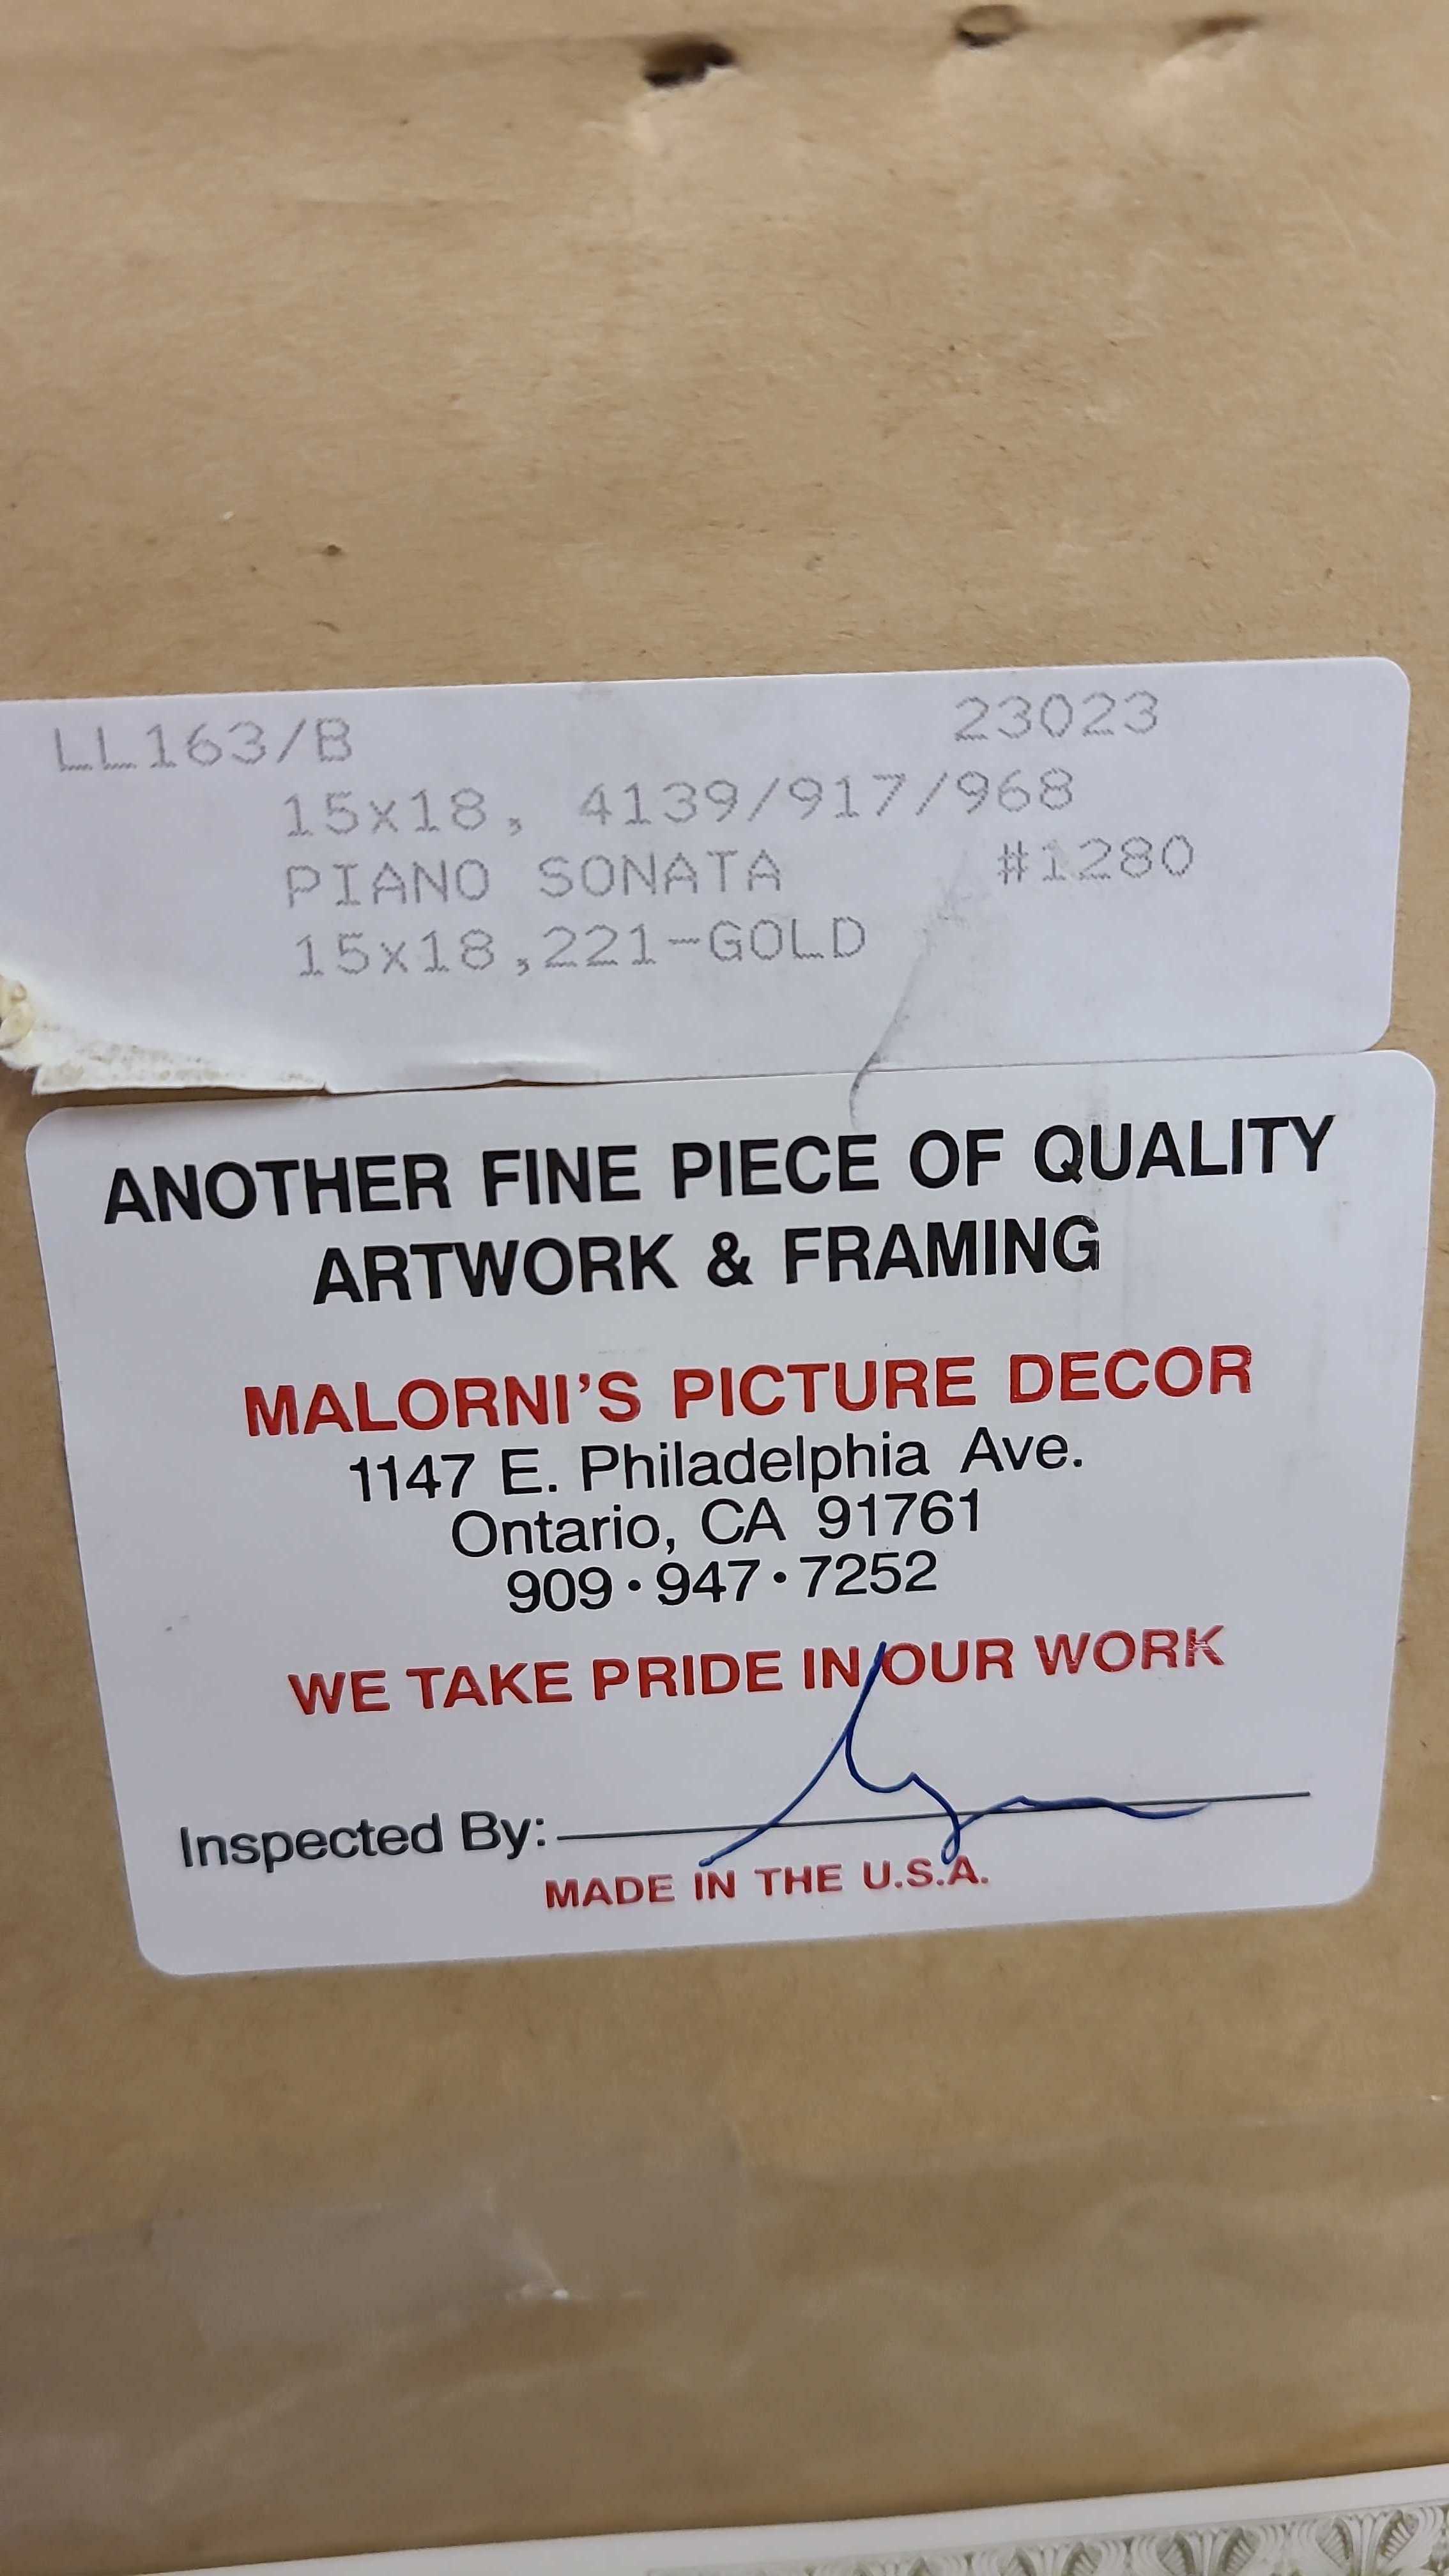 LL163/B 23023
15x18, 4139/917/968
PIANO SONATA #1280
15x18,221-GOLD
ANOTHER FINE PIECE OF QUALITY
ARTWORK & FRAMING
MALORNI'S PICTURE DECOR
1147 E. Philadelphia Ave.
Ontario, CA 91761
909•947•7252
WE TAKE PRIDE IN OUR WORK
Inspected By:
MADE IN THE U.S.A.